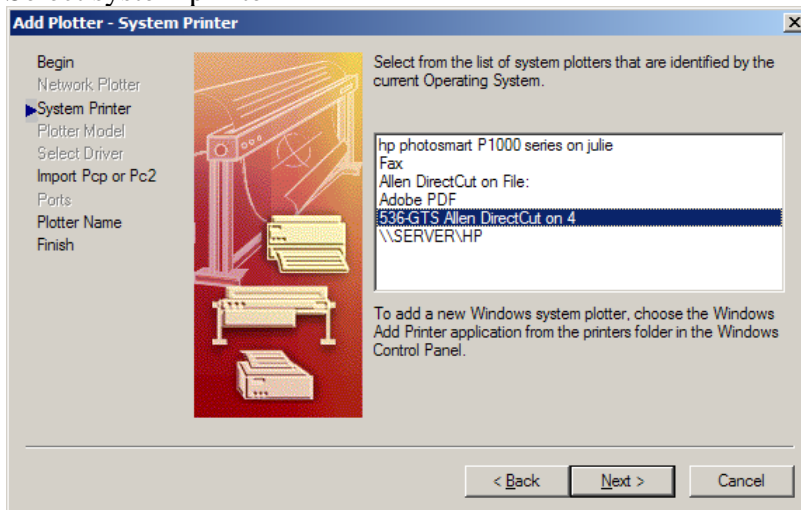 Add Plotter - System Printer
Begin
Network Plotter
System Printer
Plotter Model
Select Driver
Import Pcp or Pc2
Ports
Plotter Name
Finish
Select from the list of system plotters that are identified by the
current Operating System.
hp photosmart P1000 series on julie
Fax
Allen DirectCut on File:
Adobe PDF
536-GTS Allen DirectCut on 4
\\SERVER\HP
To add a new Windows system plotter, choose the Windows
Add Printer application from the printers folder in the Windows
Control Panel.
< Back
Next >
Cancel